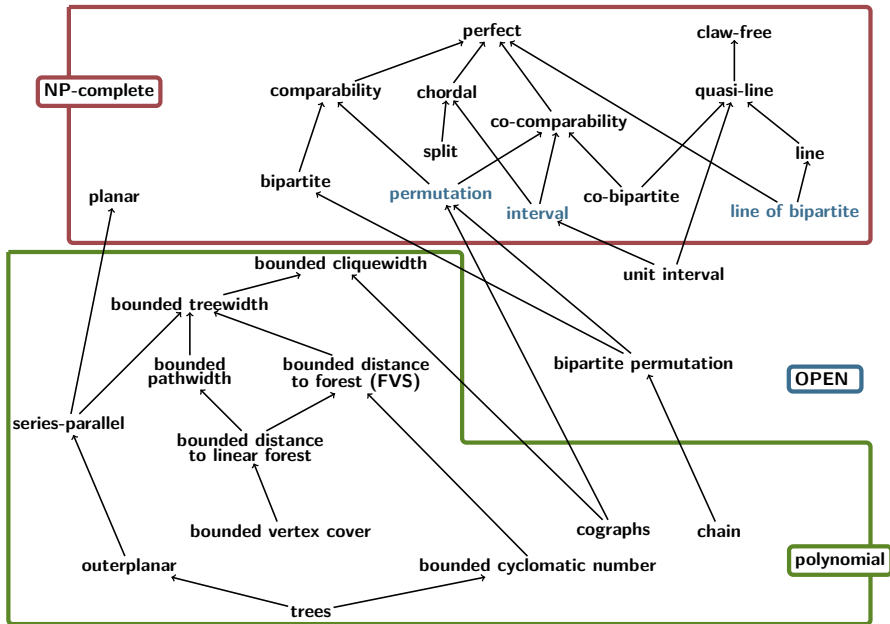 perfect
claw-free
NP-complete
comparability
chordal
quasi-line
co-comparability
split
line
bipartite
planar
permutation
interval
co-bipartite
line of bipartite
bounded cliquewidth
unit interval
bounded treewidth
bounded
pathwidth
bounded distance
to forest (FVS)
bipartite permutation
OPEN
series-parallel
bounded distance
to linear forest
bounded vertex cover
cographs
chain
polynomial
outerplanar
bounded cyclomatic number
trees